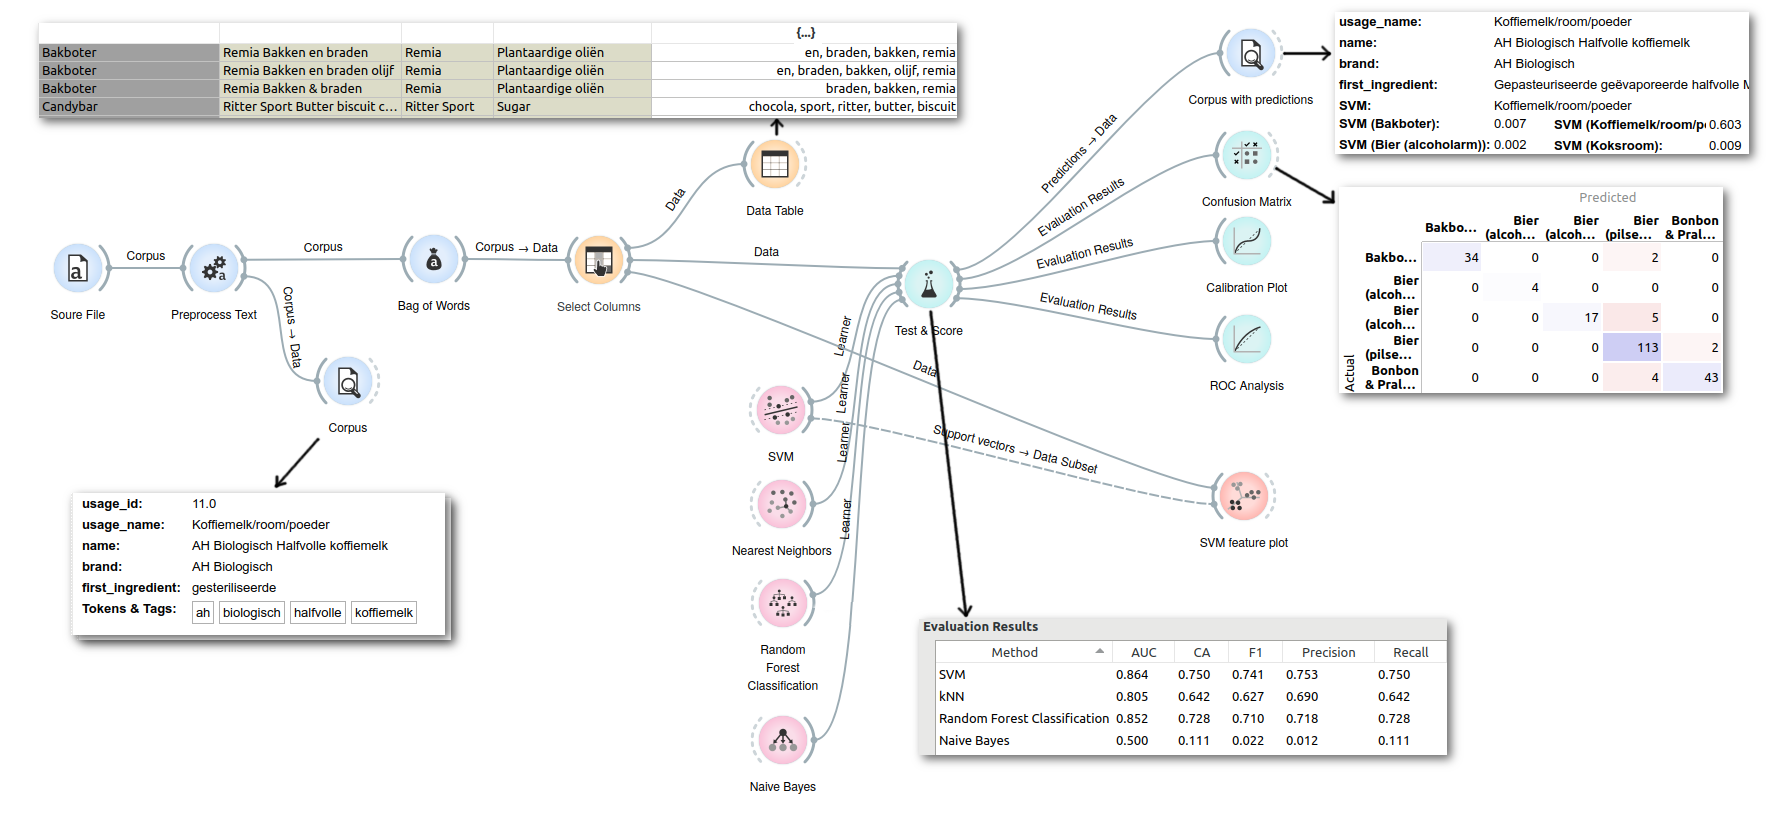 {...}
Bakboter Remia Bakken en braden Remia Plantaardige oliën en, braden, bakken, remia
Bakboter Remia Bakken en braden olijf Remia Plantaardige oliën en, braden, bakken, olijf, remia
Bakboter Remia Bakken & braden Remia Plantaardige oliën braden, bakken, remia
Candybar Ritter Sport Butter biscuit c... Ritter Sport Sugar chocola, sport, ritter, butter, biscuit
Data Table
Data
Soure File
Corpus
Preprocess Text
Corpus
Bag of Words
Corpus → Data
Select Columns
Data
Corpus → Data
Corpus
usage_id: 11.0
usage_name: Koffiemelk/room/poeder
name: AH Biologisch Halfvolle koffiemelk
brand: AH Biologisch
first_ingredient: gesteriliseerde
Tokens & Tags: ah biologisch halfvolle koffiemelk
Test & Score
Learner
Learner
Learner
Learner
SVM
Nearest Neighbors
Random
Forest
Classification
Naive Bayes
Data
Support vectors → Data Subset
SVM feature plot
Predictions → Data
Evaluation Results
Evaluation Results
Evaluation Results
Corpus with predictions
Confusion Matrix
Calibration Plot
ROC Analysis
usage_name: Koffiemelk/room/poeder
name: AH Biologisch Halfvolle koffiemelk
brand: AH Biologisch
first_ingredient: Gepasteuriseerde geëvaporeerde halfvolle M
SVM: Koffiemelk/room/poeder
SVM (Bakboter): 0.007 SVM (Koffiemelk/room/p 0.603
SVM (Bier (alcoholarm)): 0.002 SVM (Koksroom): 0.009
Predicted
Bakbo... Bier (alcoh... Bier (alcoh... Bier (pilse... Bonbon & Pral...
Actual
Bakbo... 34 0 0 2 0
Bier (alcoh... 0 4 0 0 0
Bier (alcoh... 0 0 17 5 0
Bier (pilse... 0 0 0 113 2
Bonbon & Pral... 0 0 0 4 43
Evaluation Results
Method AUC CA F1 Precision Recall
SVM 0.864 0.750 0.741 0.753 0.750
kNN 0.805 0.642 0.627 0.690 0.642
Random Forest Classification 0.852 0.728 0.710 0.718 0.728
Naive Bayes 0.500 0.111 0.022 0.012 0.111